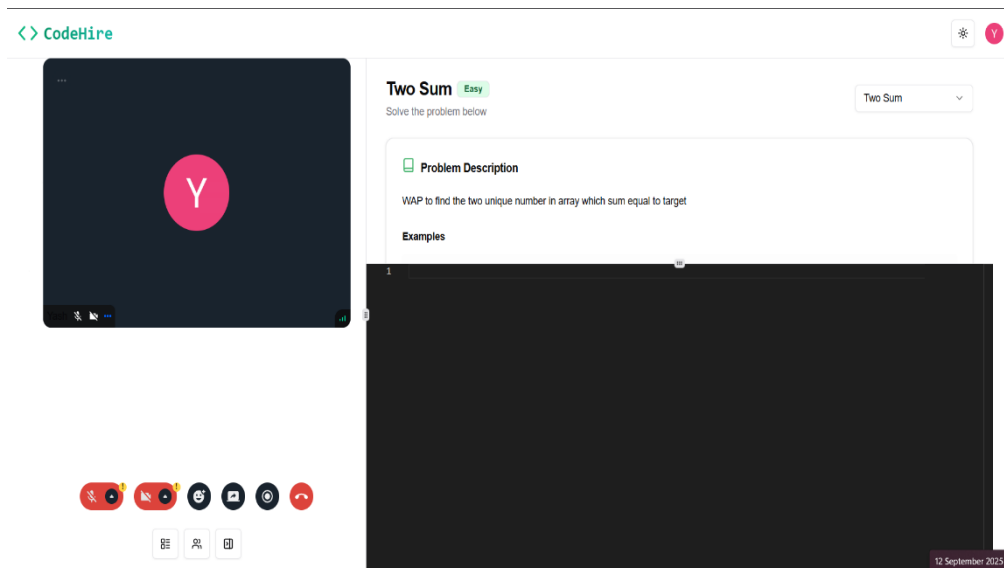 <> CodeHire
Y
...
Y
Two Sum Easy
Solve the problem below
Two Sum
Problem Description
WAP to find the two unique number in array which sum equal to target
Examples
1
12 September 2025